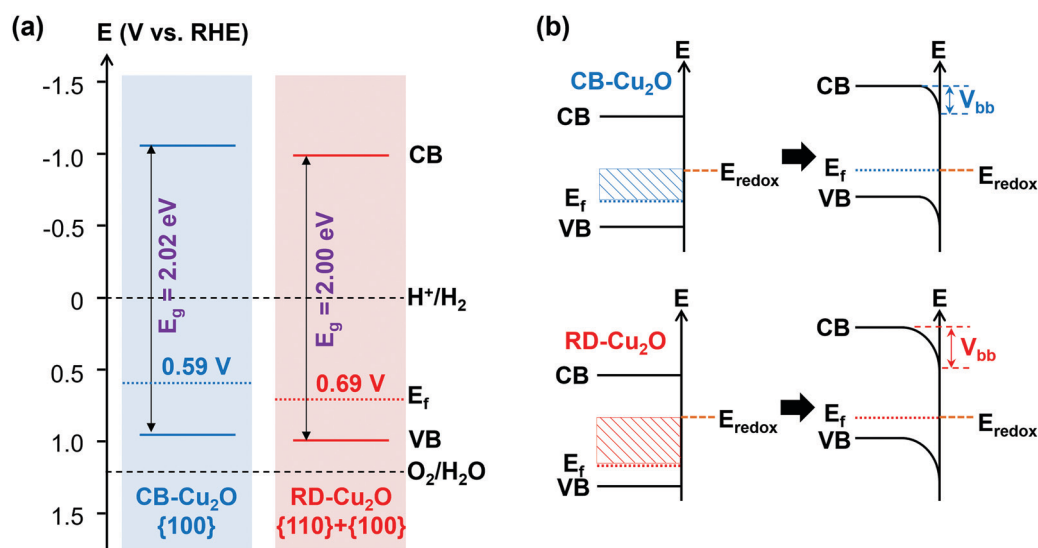 (a)
E (V vs. RHE)
-1.5
-1.0
-0.5
0
0.5
1.0
1.5
E₉ = 2.02 eV
E₉ = 2.00 eV
0.59 V
0.69 V
CB
H⁺/H₂
E_f
VB
O₂/H₂O
CB-Cu₂O
{100}
RD-Cu₂O
{110}+{100}
(b)
E
CB-Cu₂O
CB
E_f
VB
E_redox
E
CB
V_bb
E_f
VB
E_redox
E
RD-Cu₂O
CB
E_f
VB
E_redox
E
CB
V_bb
E_f
VB
E_redox